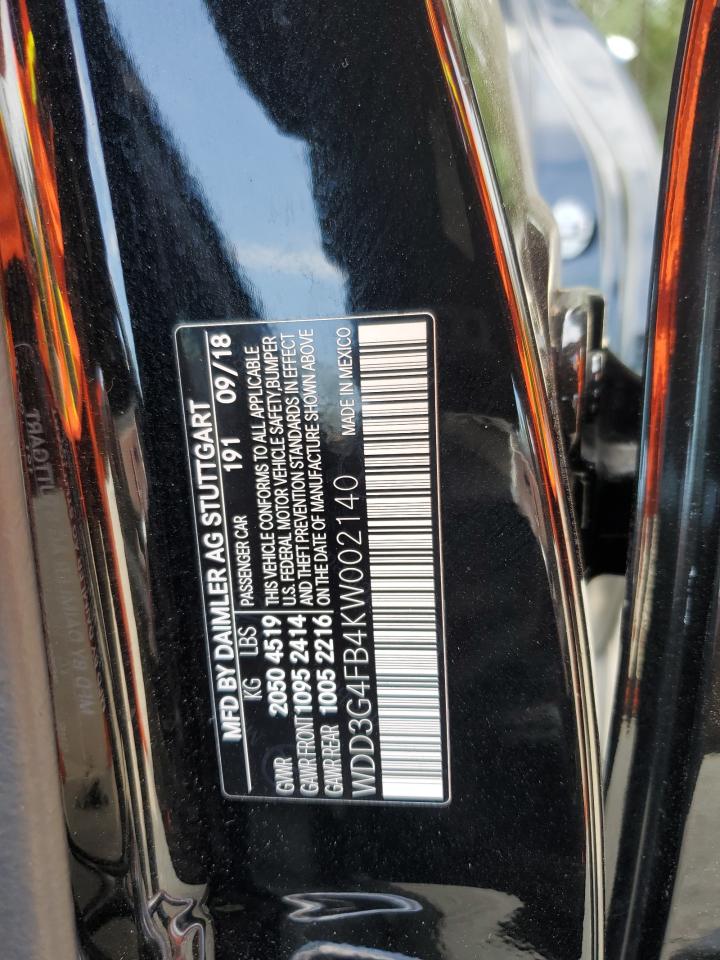 MFD BY DAIMLER AG STUTTGART
191 09/18
KG LBS
PASSENGER CAR
GVWR 2050 4519
GAWR FRONT 1095 2414
GAWR REAR 1005 2216
THIS VEHICLE CONFORMS TO ALL APPLICABLE
U.S. FEDERAL MOTOR VEHICLE SAFETY, BUMPER
AND THEFT PREVENTION STANDARDS IN EFFECT
ON THE DATE OF MANUFACTURE SHOWN ABOVE
WDD3G4FB4KW002140
MADE IN MEXICO